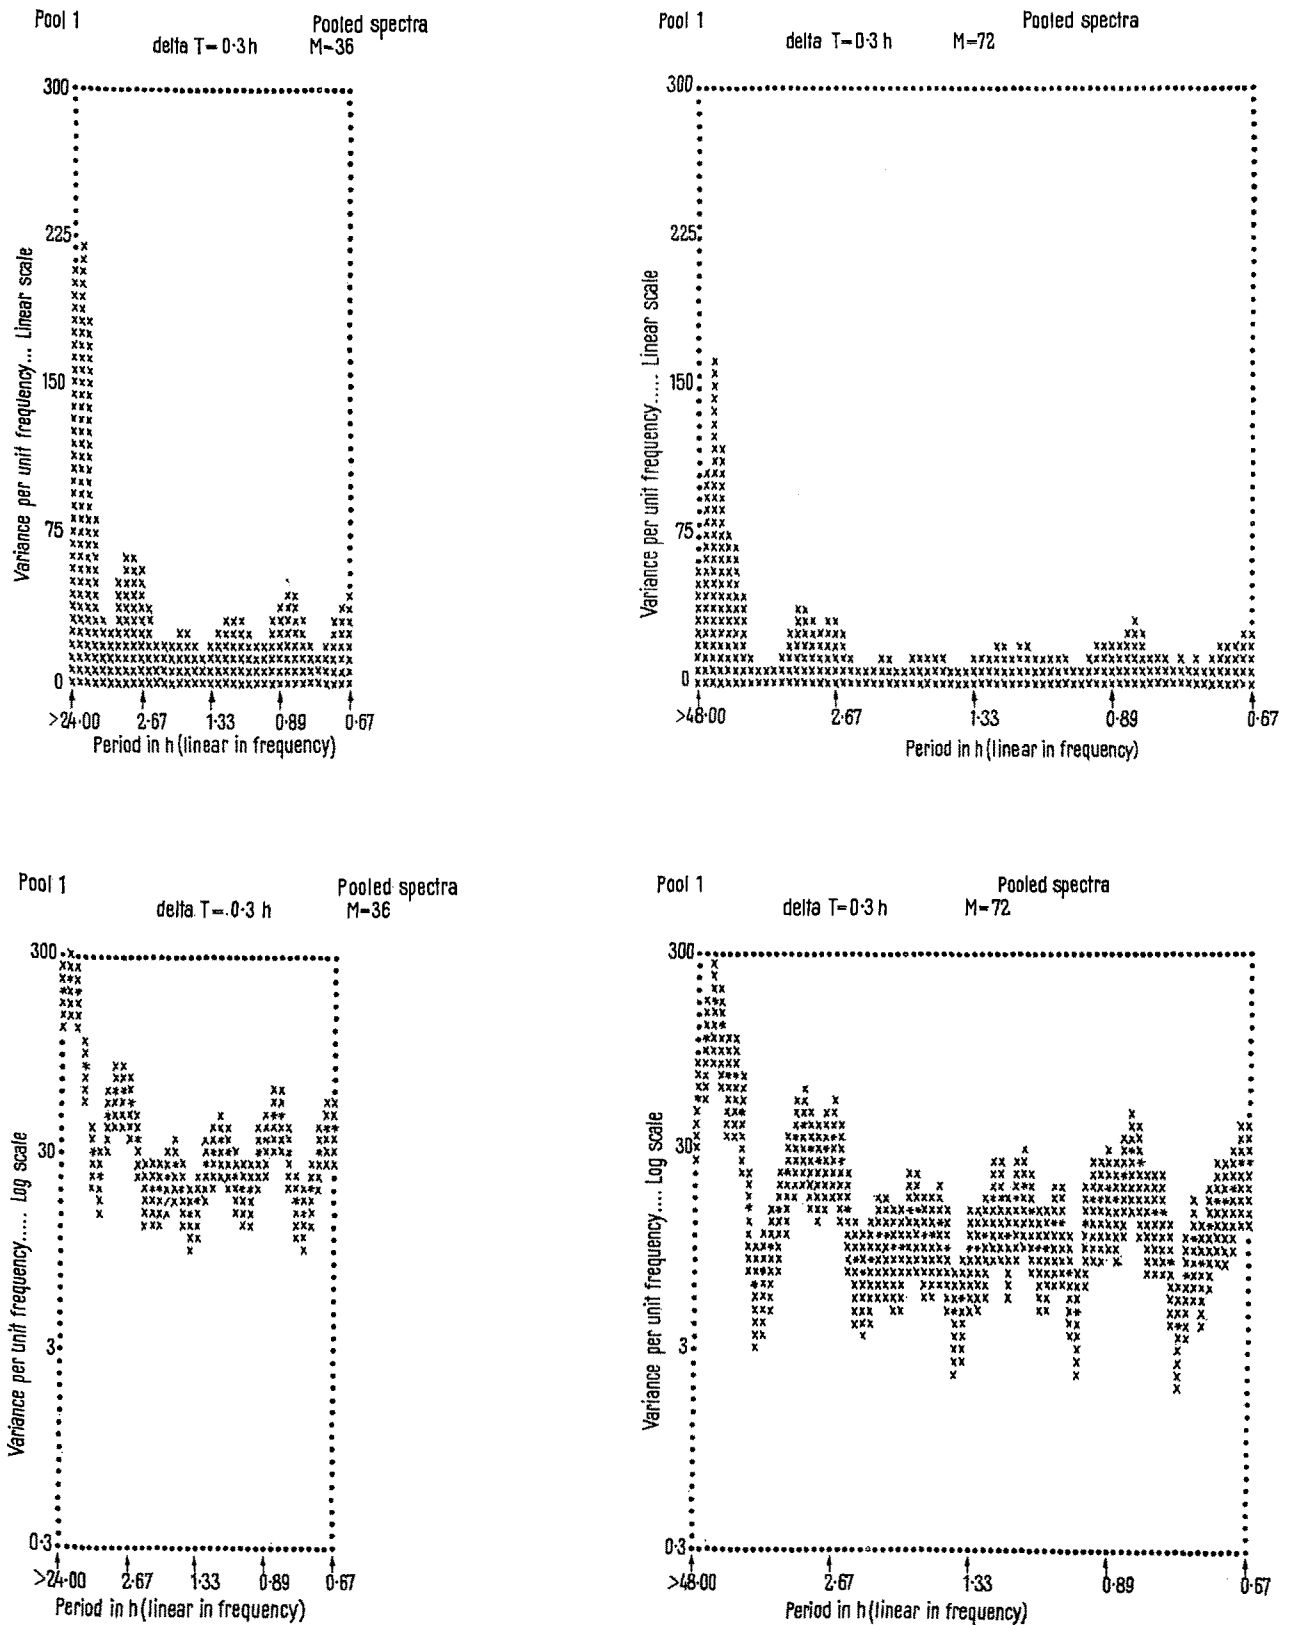 Pool 1 Pooled spectra
delta T=0·3 h M=36
300
225
150
75
0
Variance per unit frequency... Linear scale
>24·00 2·67 1·33 0·89 0·67
Period in h (linear in frequency)
Pool 1 Pooled spectra
delta T=0·3 h M=72
300
225
150
75
0
Variance per unit frequency..... Linear scale
>48·00 2·67 1·33 0·89 0·67
Period in h (linear in frequency)
Pool 1 Pooled spectra
delta T=.0·3 h M=36
300
30
3
0·3
Variance per unit frequency..... Log scale
>24·00 2·67 1·33 0·89 0·67
Period in h (linear in frequency)
Pool 1 Pooled spectra
delta T=0·3 h M=72
300
30
3
0·3
Variance per unit frequency.... Log scale
>48·00 2·67 1·33 0·89 0·67
Period in h (linear in frequency)